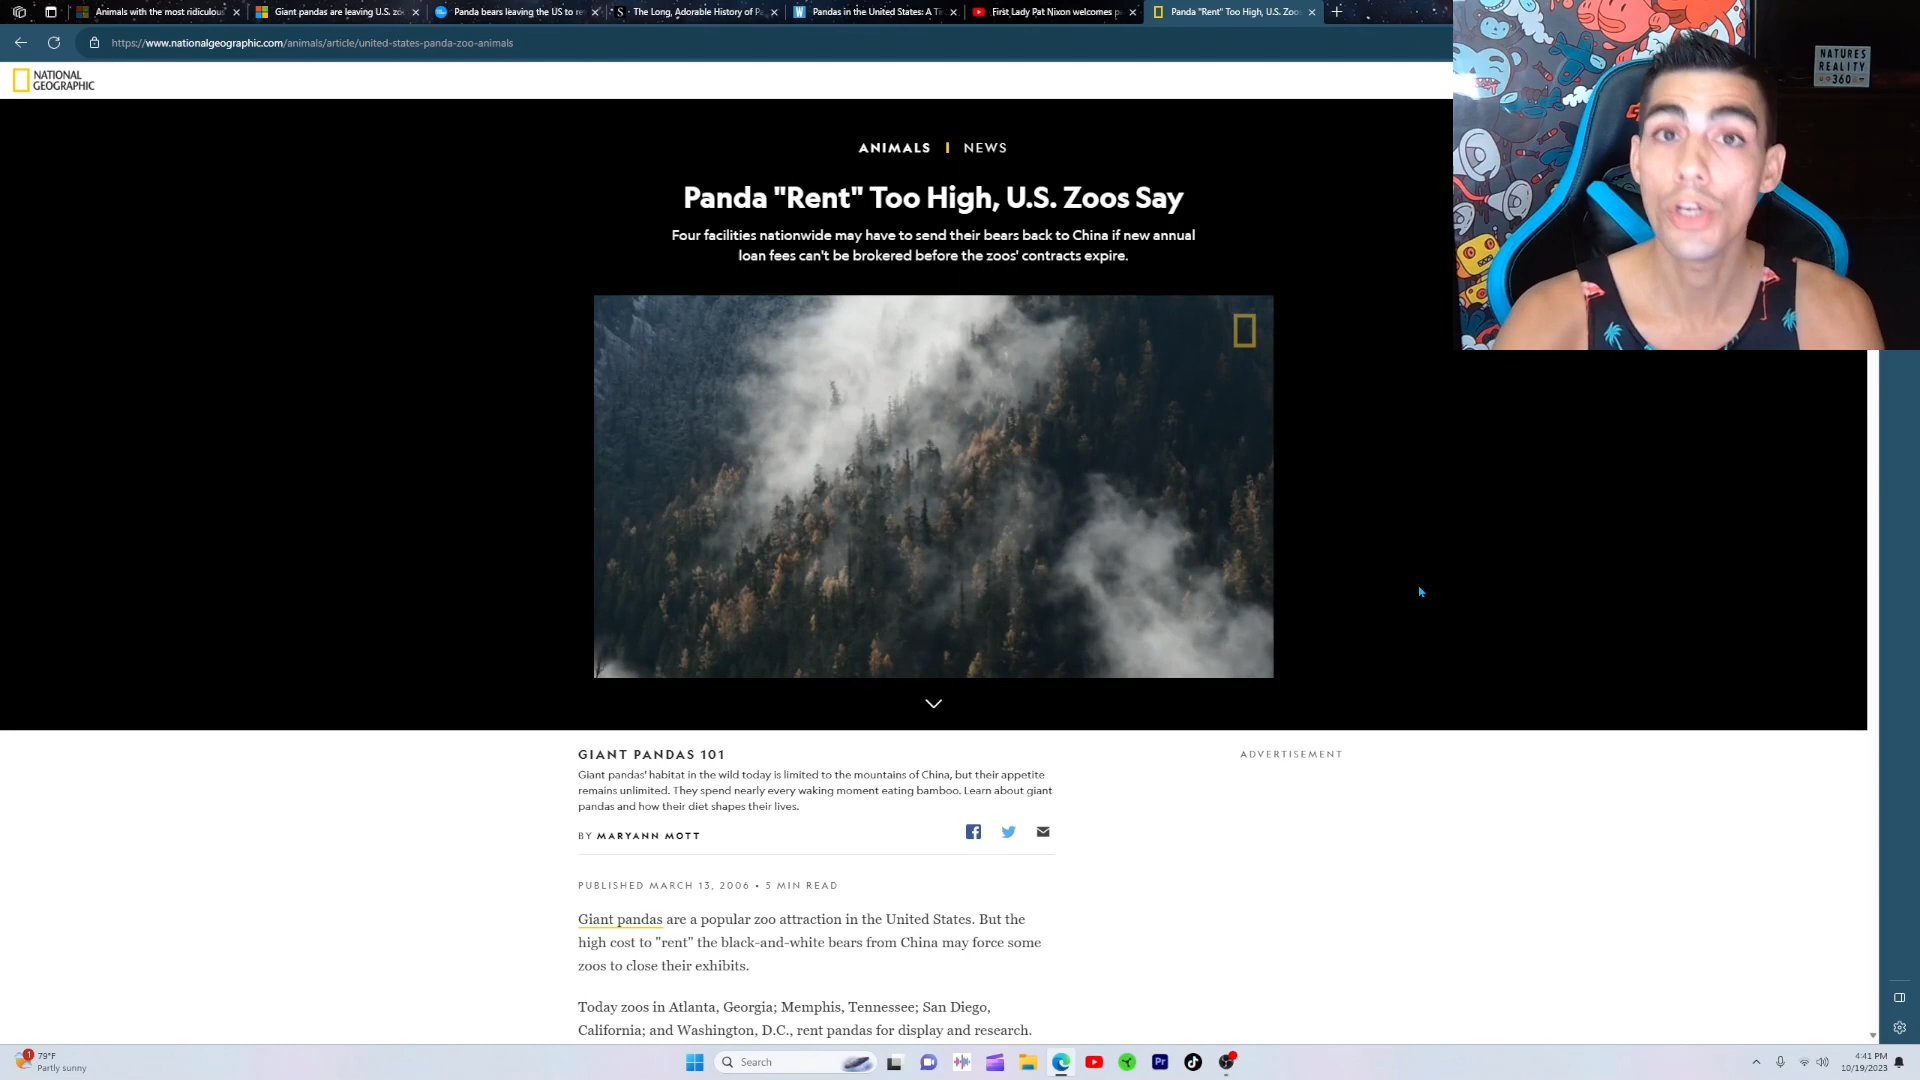 Animals with the most ridiculous
Giant pandas are leaving U.S. zo
Panda bears leaving the US to re
The Long, Adorable History of P
Pandas in the United States: A Ti
First Lady Pat Nixon welcomes p
Panda "Rent" Too High, U.S. Zoos
https://www.nationalgeographic.com/animals/article/united-states-panda-zoo-animals
NATIONAL
GEOGRAPHIC
NATURES
REALITY
360
ANIMALS | NEWS
Panda "Rent" Too High, U.S. Zoos Say
Four facilities nationwide may have to send their bears back to China if new annual
loan fees can't be brokered before the zoos' contracts expire.
GIANT PANDAS 101
ADVERTISEMENT
Giant pandas' habitat in the wild today is limited to the mountains of China, but their appetite
remains unlimited. They spend nearly every waking moment eating bamboo. Learn about giant
pandas and how their diet shapes their lives.
BY MARYANN MOTT
PUBLISHED MARCH 13, 2006 • 5 MIN READ
Giant pandas are a popular zoo attraction in the United States. But the
high cost to "rent" the black-and-white bears from China may force some
zoos to close their exhibits.
Today zoos in Atlanta, Georgia; Memphis, Tennessee; San Diego,
California; and Washington, D.C., rent pandas for display and research.
1
79°F
Partly sunny
Search
Pr
4:41 PM
10/19/2023